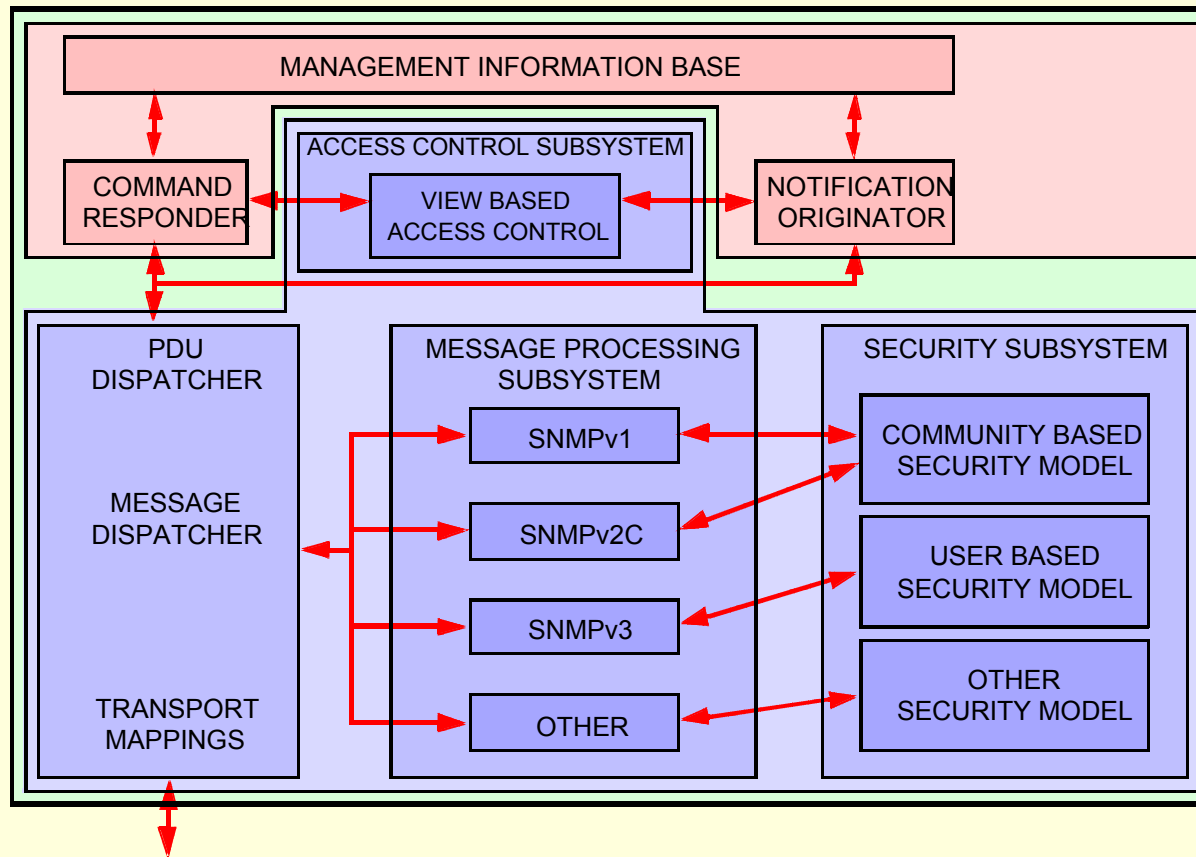 MANAGEMENT INFORMATION BASE
ACCESS CONTROL SUBSYSTEM
COMMAND
RESPONDER
VIEW BASED
ACCESS CONTROL
NOTIFICATION
ORIGINATOR
PDU
DISPATCHER
MESSAGE
DISPATCHER
TRANSPORT
MAPPINGS
MESSAGE PROCESSING
SUBSYSTEM
SNMPv1
SNMPv2C
SNMPv3
OTHER
SECURITY SUBSYSTEM
COMMUNITY BASED
SECURITY MODEL
USER BASED
SECURITY MODEL
OTHER
SECURITY MODEL